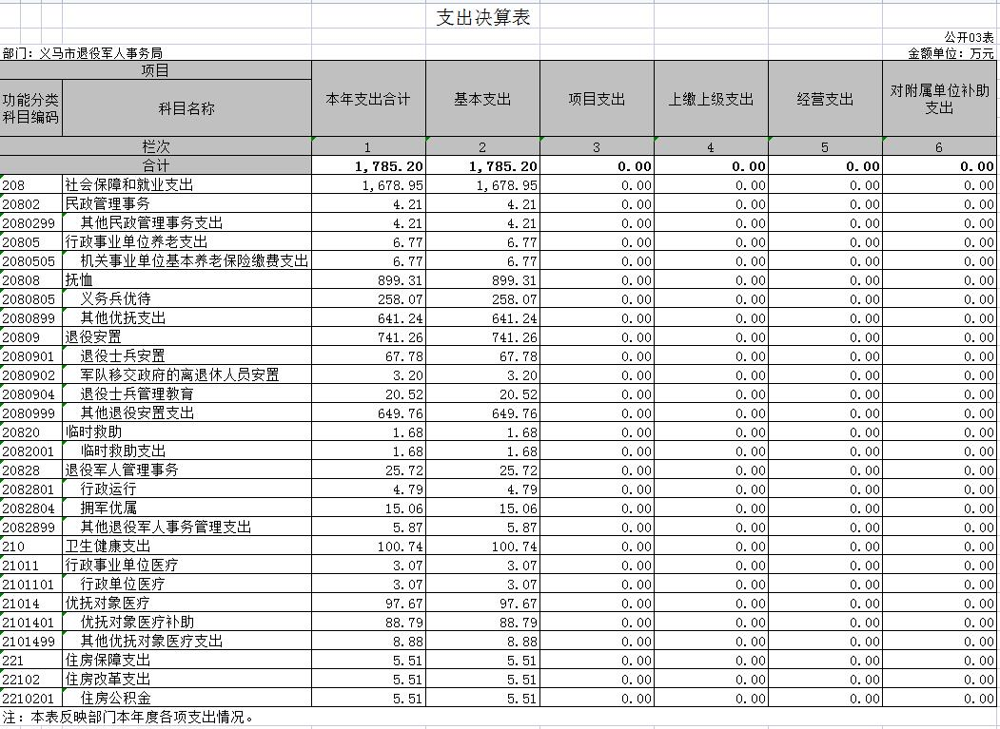 支出决算表
公开03表
部门：义马市退役军人事务局 金额单位：万元
项目 本年支出合计 基本支出 项目支出 上缴上级支出 经营支出 对附属单位补助支出
功能分类科目编码 科目名称
栏次 1 2 3 4 5 6
合计 1,785.20 1,785.20 0.00 0.00 0.00 0.00
208 社会保障和就业支出 1,678.95 1,678.95 0.00 0.00 0.00 0.00
20802 民政管理事务 4.21 4.21 0.00 0.00 0.00 0.00
2080299 其他民政管理事务支出 4.21 4.21 0.00 0.00 0.00 0.00
20805 行政事业单位养老支出 6.77 6.77 0.00 0.00 0.00 0.00
2080505 机关事业单位基本养老保险缴费支出 6.77 6.77 0.00 0.00 0.00 0.00
20808 抚恤 899.31 899.31 0.00 0.00 0.00 0.00
2080805 义务兵优待 258.07 258.07 0.00 0.00 0.00 0.00
2080899 其他优抚支出 641.24 641.24 0.00 0.00 0.00 0.00
20809 退役安置 741.26 741.26 0.00 0.00 0.00 0.00
2080901 退役士兵安置 67.78 67.78 0.00 0.00 0.00 0.00
2080902 军队移交政府的离退休人员安置 3.20 3.20 0.00 0.00 0.00 0.00
2080904 退役士兵管理教育 20.52 20.52 0.00 0.00 0.00 0.00
2080999 其他退役安置支出 649.76 649.76 0.00 0.00 0.00 0.00
20820 临时救助 1.68 1.68 0.00 0.00 0.00 0.00
2082001 临时救助支出 1.68 1.68 0.00 0.00 0.00 0.00
20828 退役军人管理事务 25.72 25.72 0.00 0.00 0.00 0.00
2082801 行政运行 4.79 4.79 0.00 0.00 0.00 0.00
2082804 拥军优属 15.06 15.06 0.00 0.00 0.00 0.00
2082899 其他退役军人事务管理支出 5.87 5.87 0.00 0.00 0.00 0.00
210 卫生健康支出 100.74 100.74 0.00 0.00 0.00 0.00
21011 行政事业单位医疗 3.07 3.07 0.00 0.00 0.00 0.00
2101101 行政单位医疗 3.07 3.07 0.00 0.00 0.00 0.00
21014 优抚对象医疗 97.67 97.67 0.00 0.00 0.00 0.00
2101401 优抚对象医疗补助 88.79 88.79 0.00 0.00 0.00 0.00
2101499 其他优抚对象医疗支出 8.88 8.88 0.00 0.00 0.00 0.00
221 住房保障支出 5.51 5.51 0.00 0.00 0.00 0.00
22102 住房改革支出 5.51 5.51 0.00 0.00 0.00 0.00
2210201 住房公积金 5.51 5.51 0.00 0.00 0.00 0.00
注：本表反映部门本年度各项支出情况。